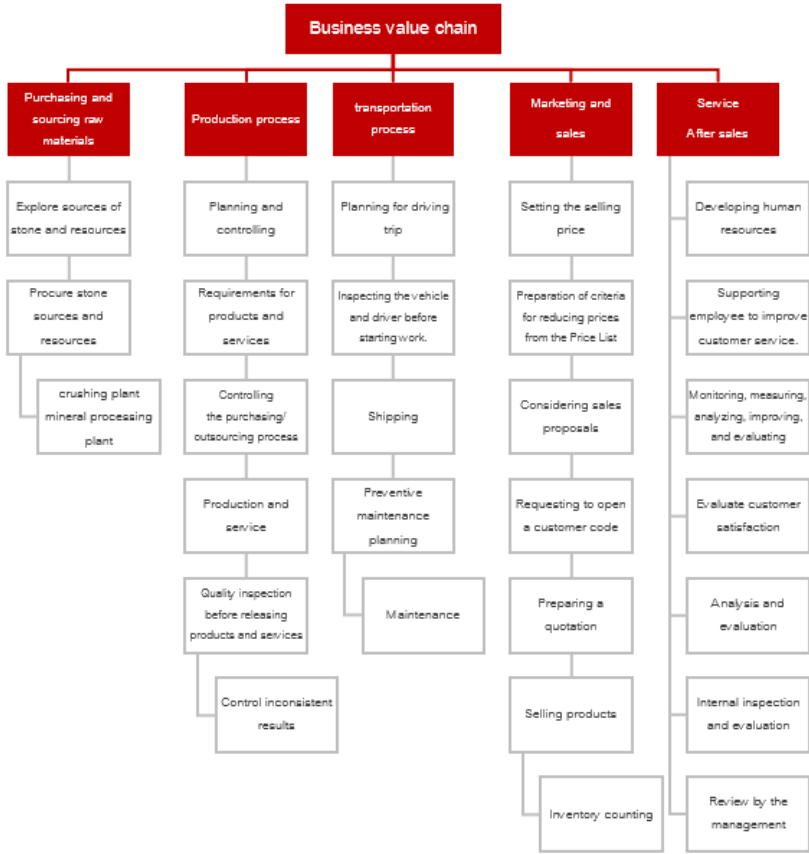 Business value chain
Purchasing and
sourcing raw
materials
Explore sources of
stone and resources
Procure stone
sources and
resources
crushing plant
mineral processing
plant
Production process
Planning and
controlling
Requirements for
products and
services
Controlling
the purchasing/
outsourcing process
Production and
service
Quality inspection
before releasing
products and services
Control inconsistent
results
transportation
process
Planning for driving
trip
Inspecting the vehicle
and driver before
starting work.
Shipping
Preventive
maintenance
planning
Maintenance
Marketing and
sales
Setting the selling
price
Preparation of criteria
for reducing prices
from the Price List
Considering sales
proposals
Requesting to open
a customer code
Preparing a
quotation
Selling products
Inventory counting
Service
After sales
Developing human
resources
Supporting
employee to improve
customer service.
Monitoring, measuring,
analyzing, improving,
and evaluating
Evaluate customer
satisfaction
Analysis and
evaluation
Internal inspection
and evaluation
Review by the
management